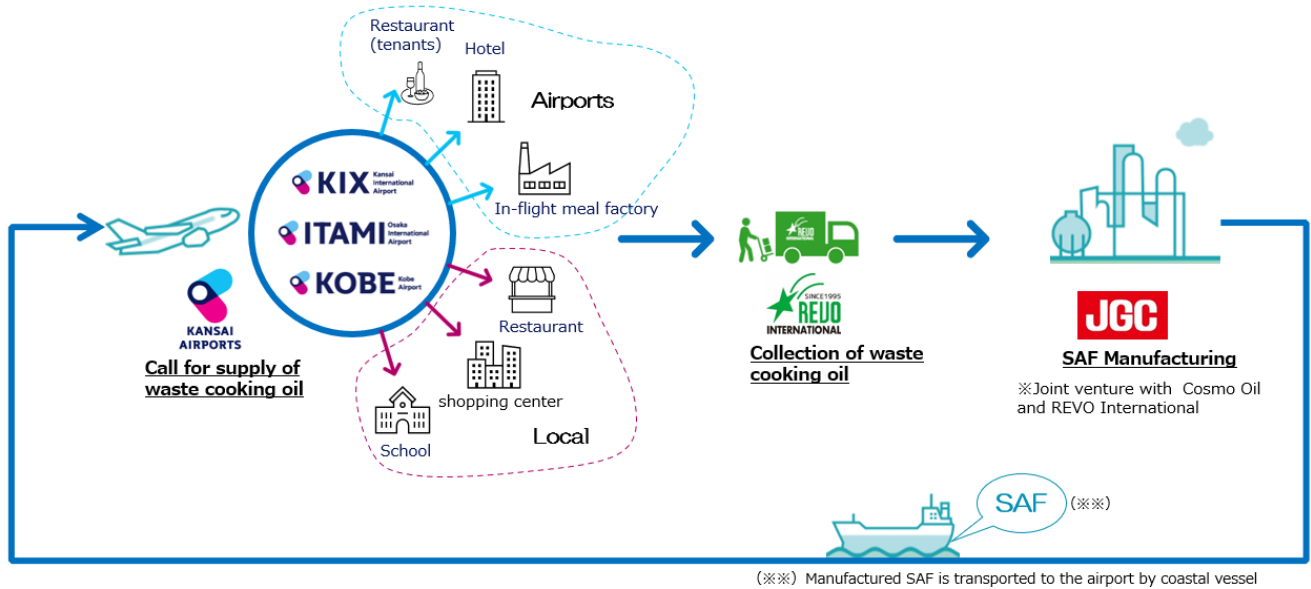 Restaurant
(tenants)
Hotel
Airports
In-flight meal factory
KIX Kansai
International
Airport
ITAMI Osaka
International
Airport
KOBE Kobe
Airport
KANSAI
AIRPORTS
Call for supply of
waste cooking oil
Restaurant
shopping center
School
Local
REVO
INTERNATIONAL
SINCE1995
REVO
INTERNATIONAL
Collection of waste
cooking oil
JGC
SAF Manufacturing
※Joint venture with Cosmo Oil
and REVO International
SAF
(※※)
(※※) Manufactured SAF is transported to the airport by coastal vessel